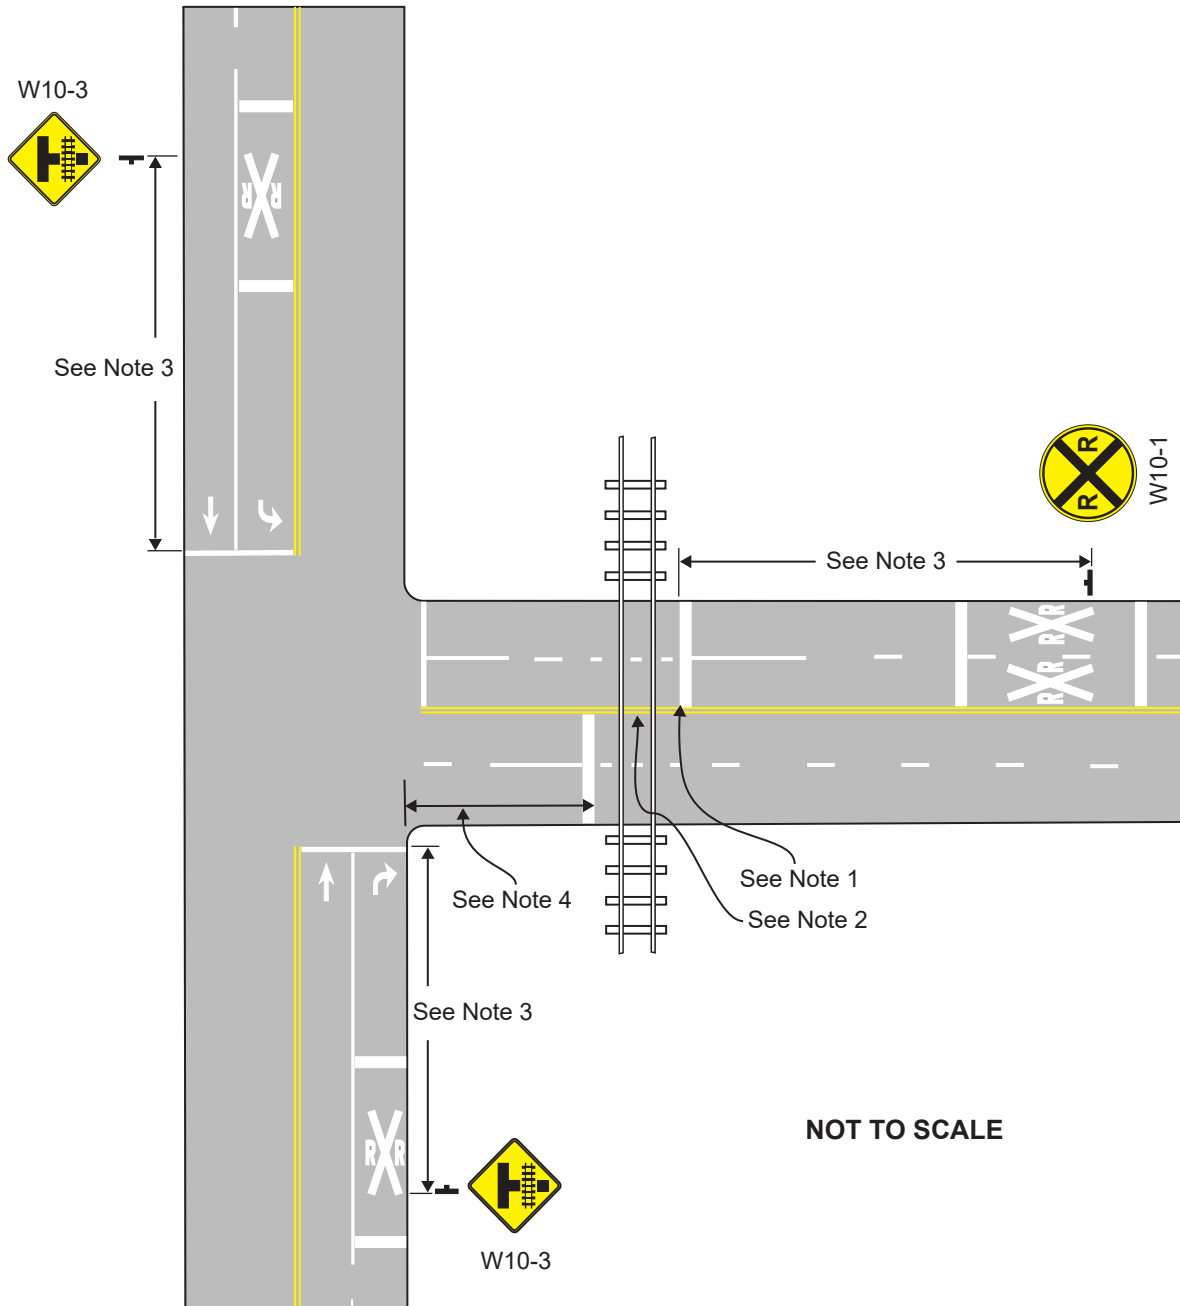 W10-3
R R
See Note 3
R
R
W10-1
See Note 3
R R
R R
See Note 1
See Note 4
See Note 2
See Note 3
NOT TO SCALE
R R
W10-3